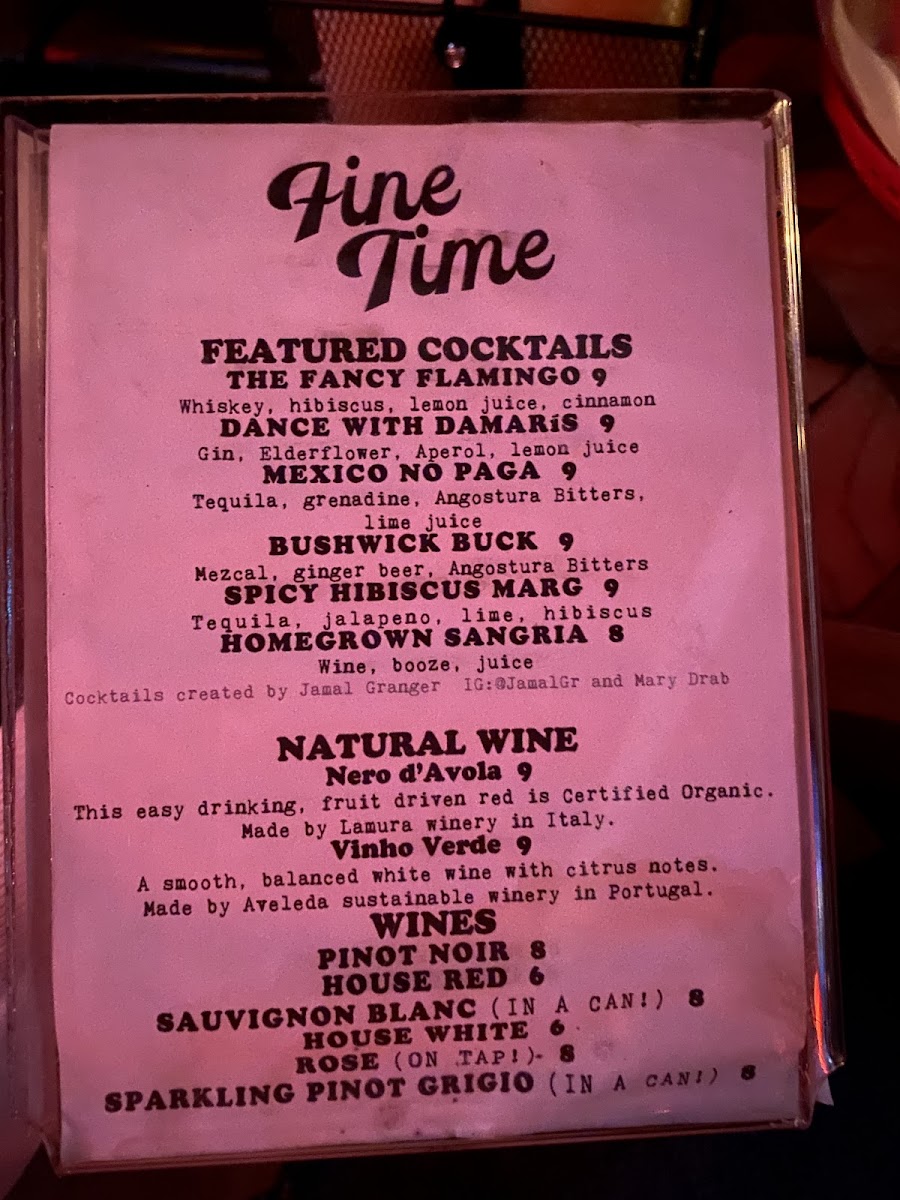 Fine
Time
FEATURED COCKTAILS
THE FANCY FLAMINGO 9
Whiskey, hibiscus, lemon juice, cinnamon
DANCE WITH DAMARíS 9
Gin, Elderflower, Aperol, lemon juice
MEXICO NO PAGA 9
Tequila, grenadine, Angostura Bitters,
lime juice
BUSHWICK BUCK 9
Mezcal, ginger beer, Angostura Bitters
SPICY HIBISCUS MARG 9
Tequila, jalapeno, lime, hibiscus
HOMEGROWN SANGRIA 8
Wine, booze, juice
Cocktails created by Jamal Granger IG:@JamalGr and Mary Drab
NATURAL WINE
Nero d'Avola 9
This easy drinking, fruit driven red is Certified Organic.
Made by Lamura winery in Italy.
Vinho Verde 9
A smooth, balanced white wine with citrus notes.
Made by Aveleda sustainable winery in Portugal.
WINES
PINOT NOIR 8
HOUSE RED 6
SAUVIGNON BLANC (IN A CAN!) 8
HOUSE WHITE 6
ROSE (ON TAP!) 8
SPARKLING PINOT GRIGIO (IN A CAN!) 8